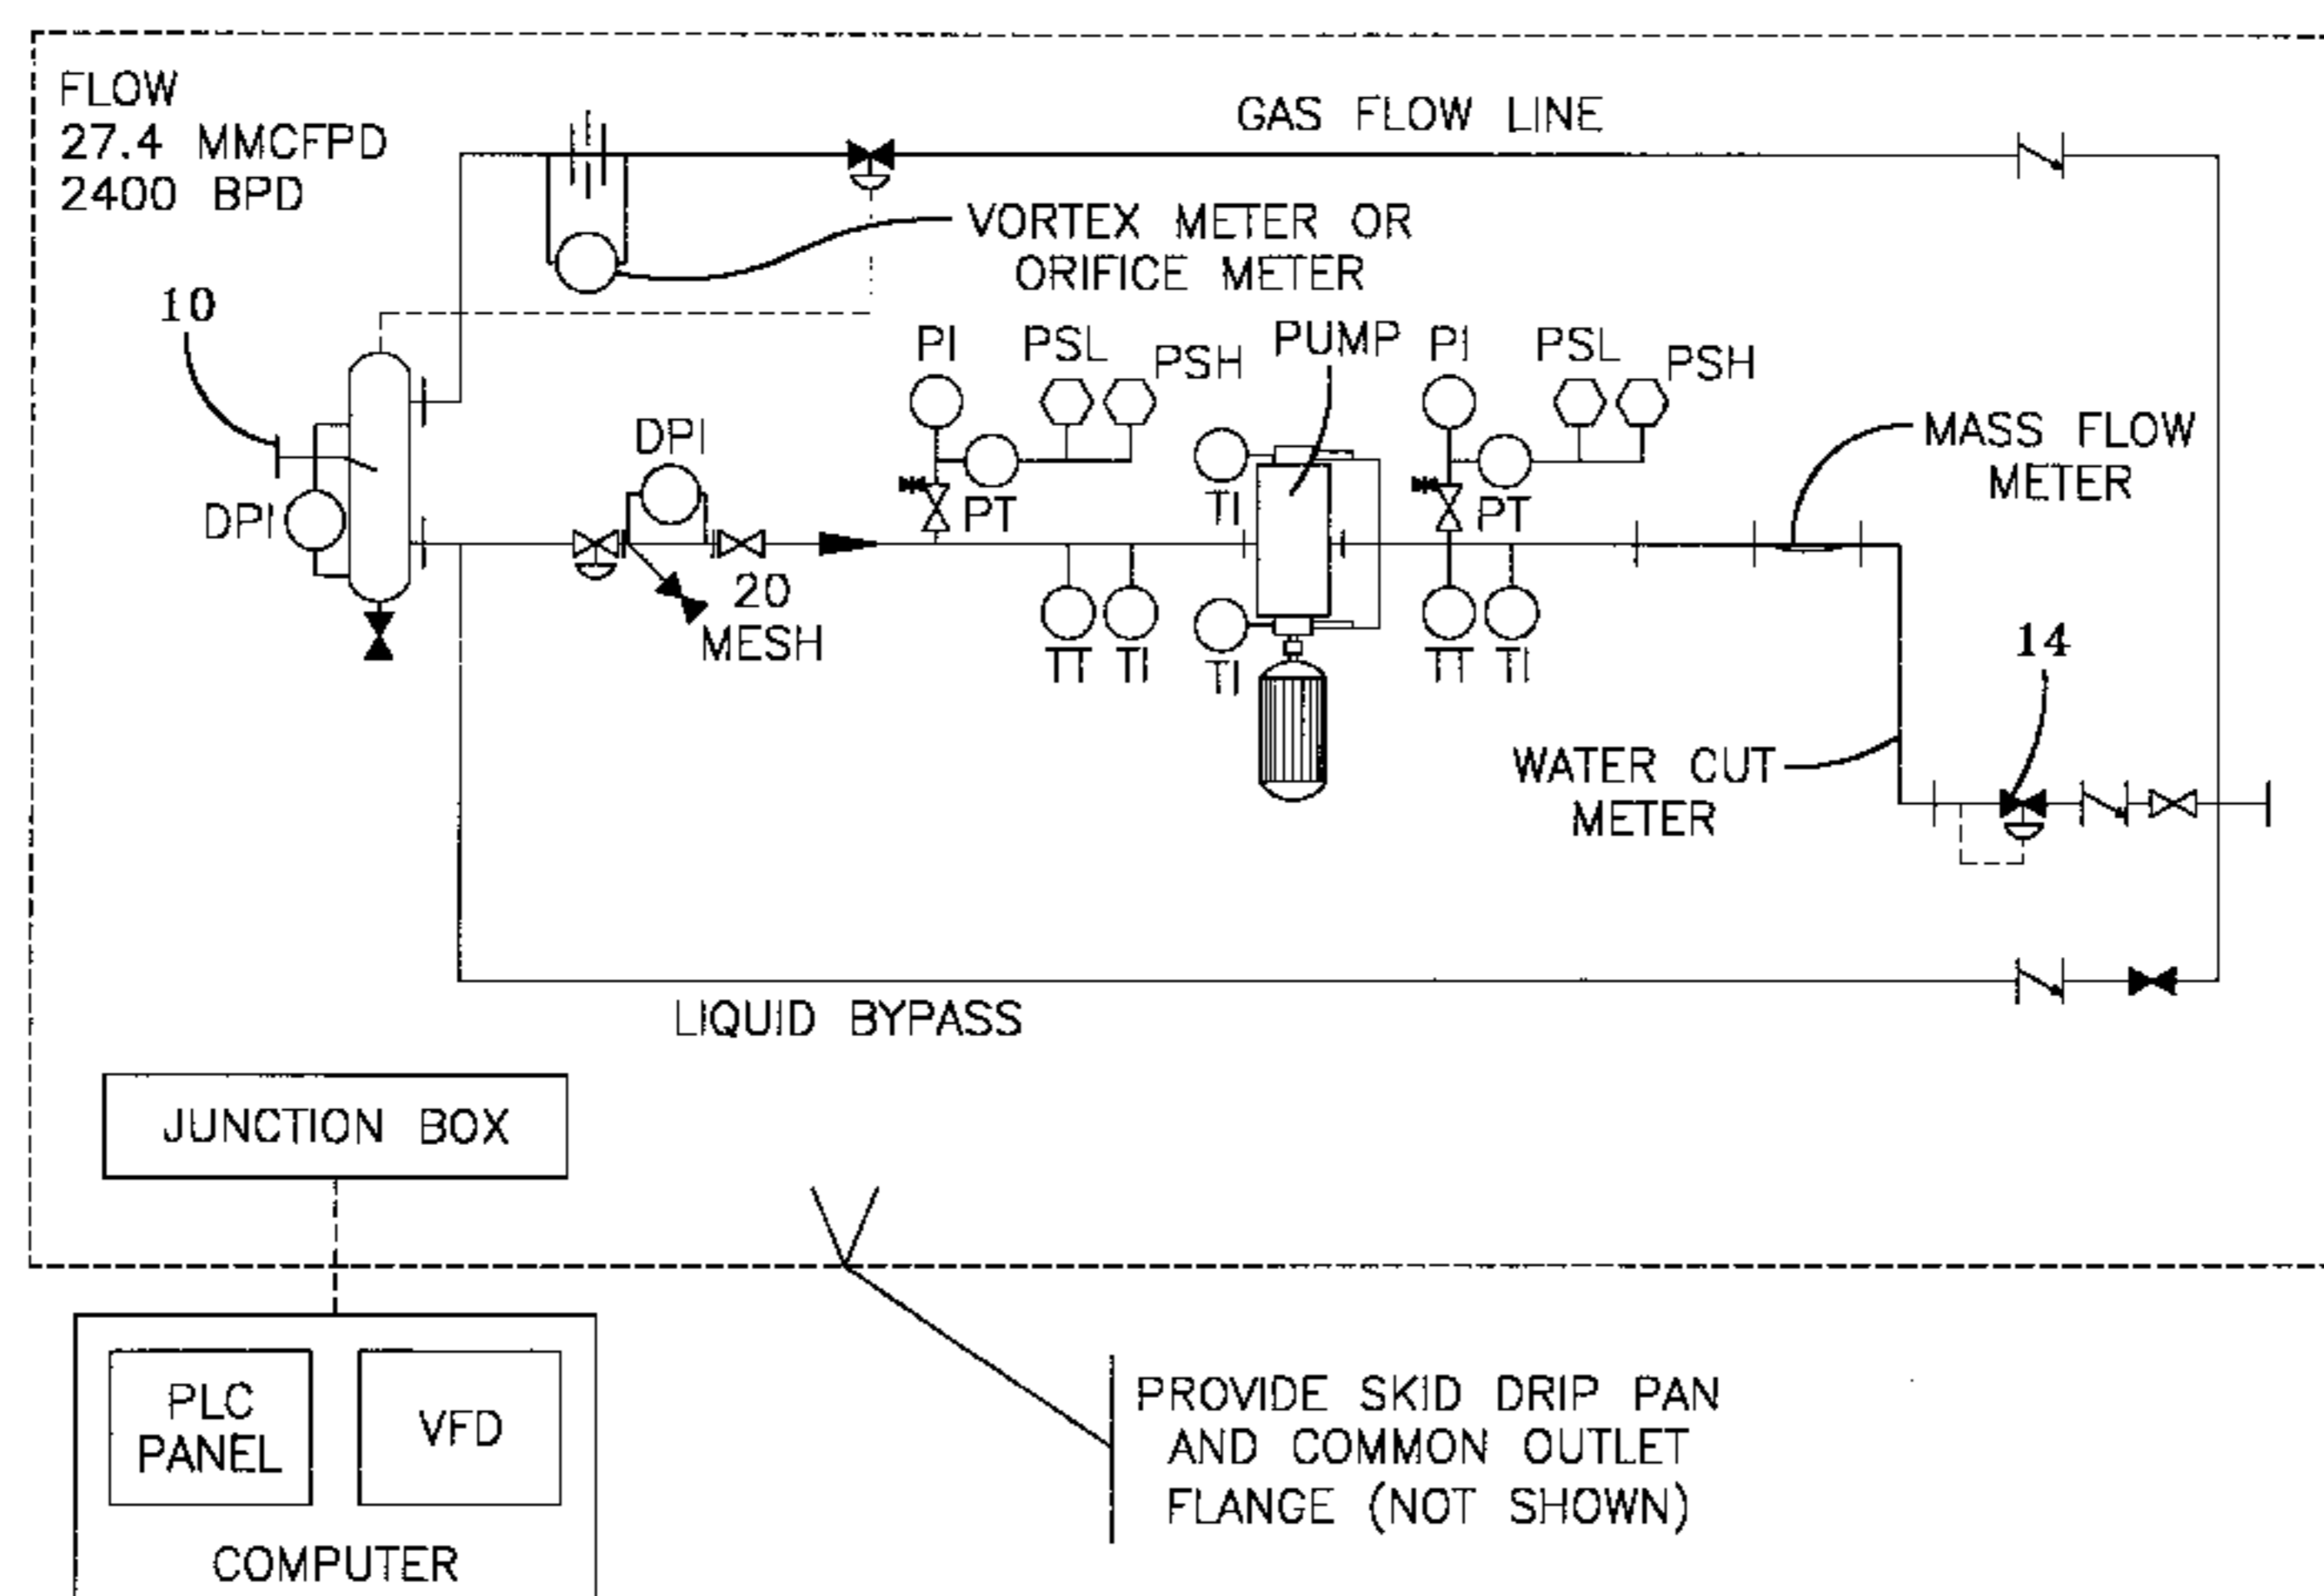 FLOW
27.4 MMCFPD
2400 BPD
GAS FLOW LINE
VORTEX METER OR
ORIFICE METER
10
PI
PSL
PSH
PUMP
PI
PSL
PSH
DPI
MASS FLOW
METER
DPI
PT
TI
PT
20
MESH
TT
TI
TI
TT
TI
14
WATER CUT
METER
LIQUID BYPASS
JUNCTION BOX
PLC
PANEL
VFD
COMPUTER
PROVIDE SKID DRIP PAN
AND COMMON OUTLET
FLANGE (NOT SHOWN)